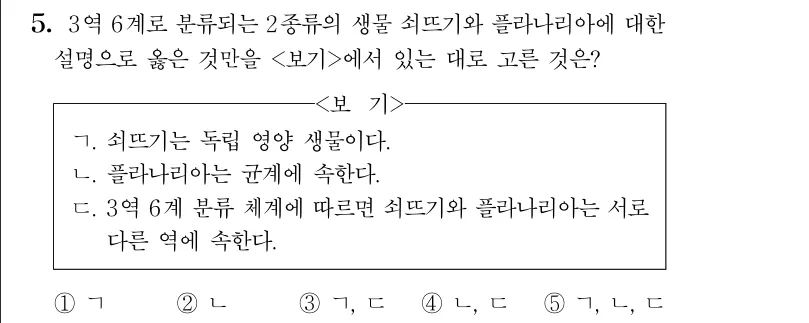 5. 3역 6계로 분류되는 2종류의 생물 쇠뜨기와 플라나리아에 대한
설명으로 옳은 것만을 <보기>에서 있는 대로 고른 것은?
<보 기>
ㄱ. 쇠뜨기는 독립 영양 생물이다.
ㄴ. 플라나리아는 균계에 속한다.
ㄷ. 3역 6계 분류 체계에 따르면 쇠뜨기와 플라나리아는 서로
다른 역에 속한다.
① ㄱ ② ㄴ ③ ㄱ, ㄷ ④ ㄴ, ㄷ ⑤ ㄱ, ㄴ, ㄷ